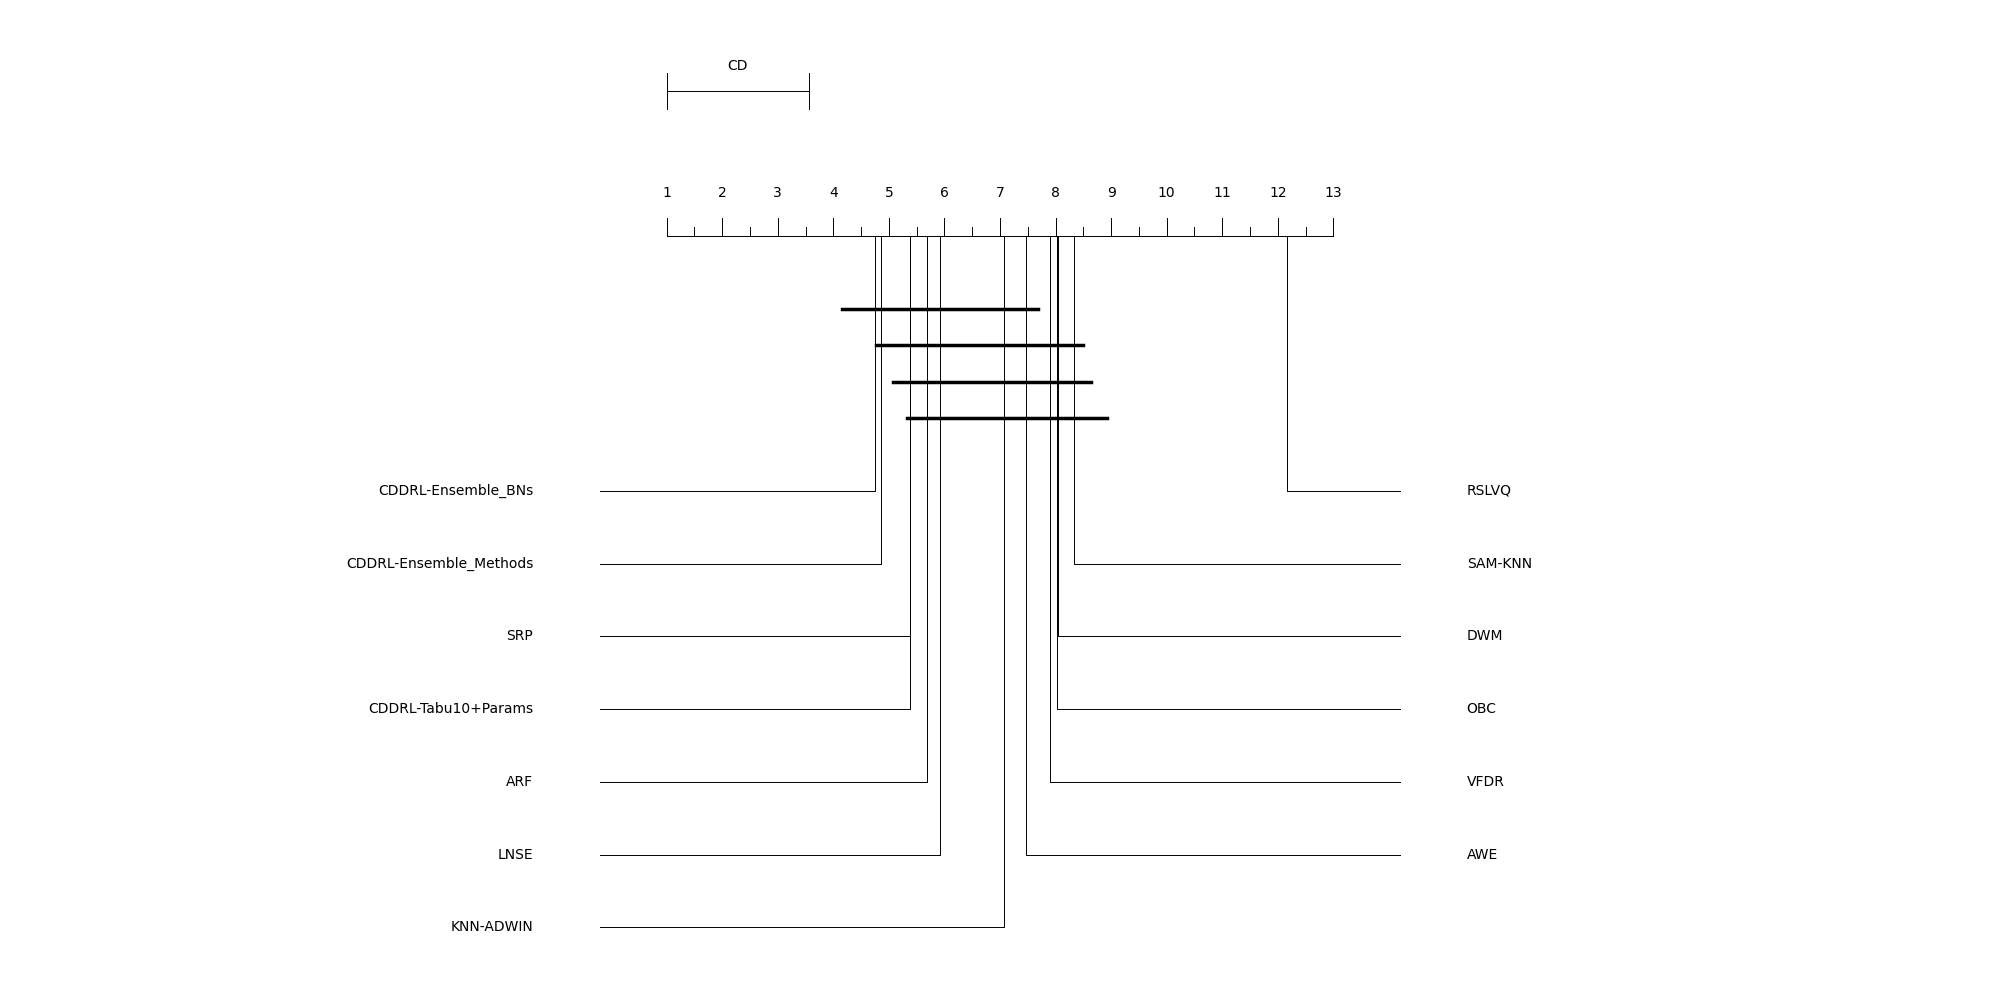 CD
1 2 3 4 5 6 7 8 9 10 11 12 13
CDDRL-Ensemble_BNs
RSLVQ
CDDRL-Ensemble_Methods
SAM-KNN
SRP
DWM
CDDRL-Tabu10+Params
OBC
ARF
VFDR
LNSE
AWE
KNN-ADWIN